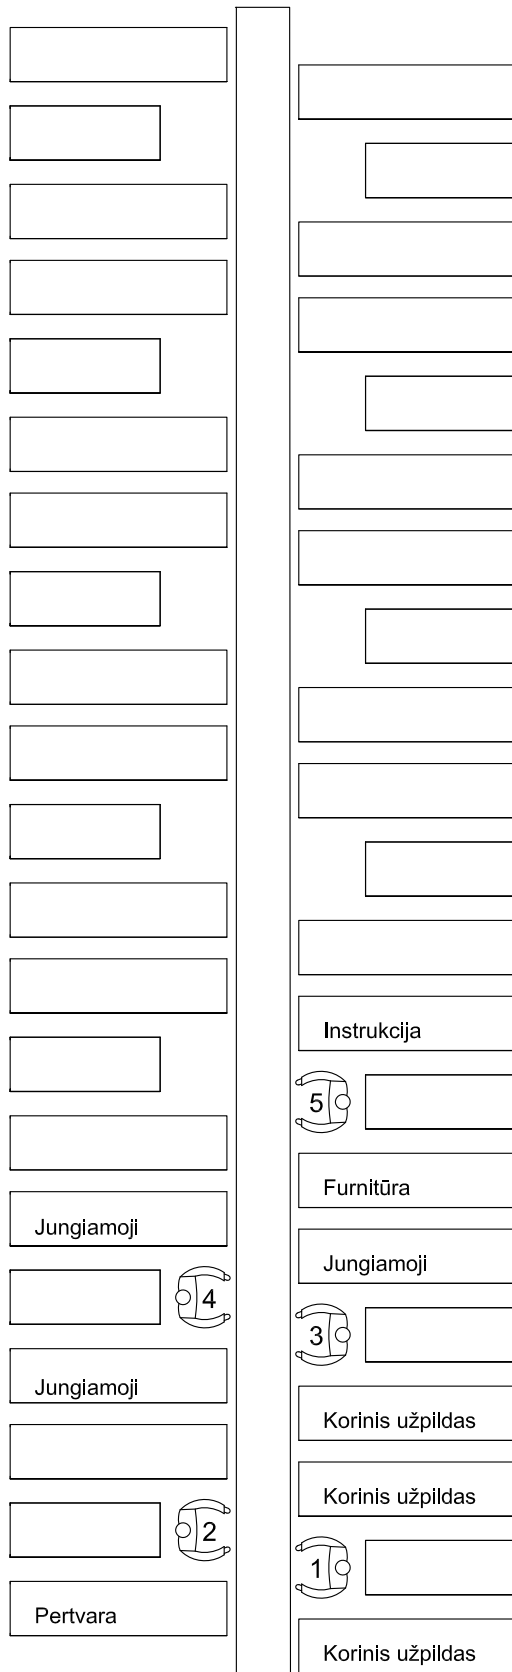 Instrukcija
5
Furnitūra
Jungiamoji
Jungiamoji
4
3
Jungiamoji
Korinis užpildas
Korinis užpildas
2
1
Pertvara
Korinis užpildas